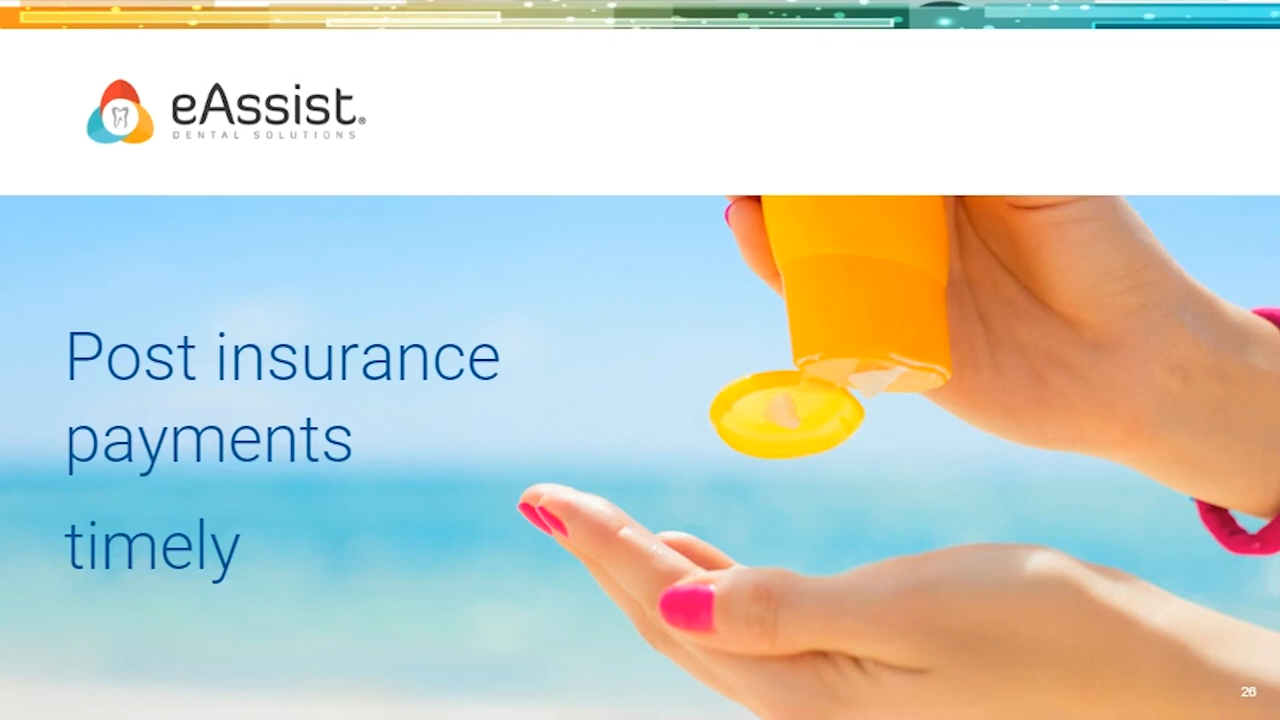 eAssist®
DENTAL SOLUTIONS
Post insurance
payments
timely
26